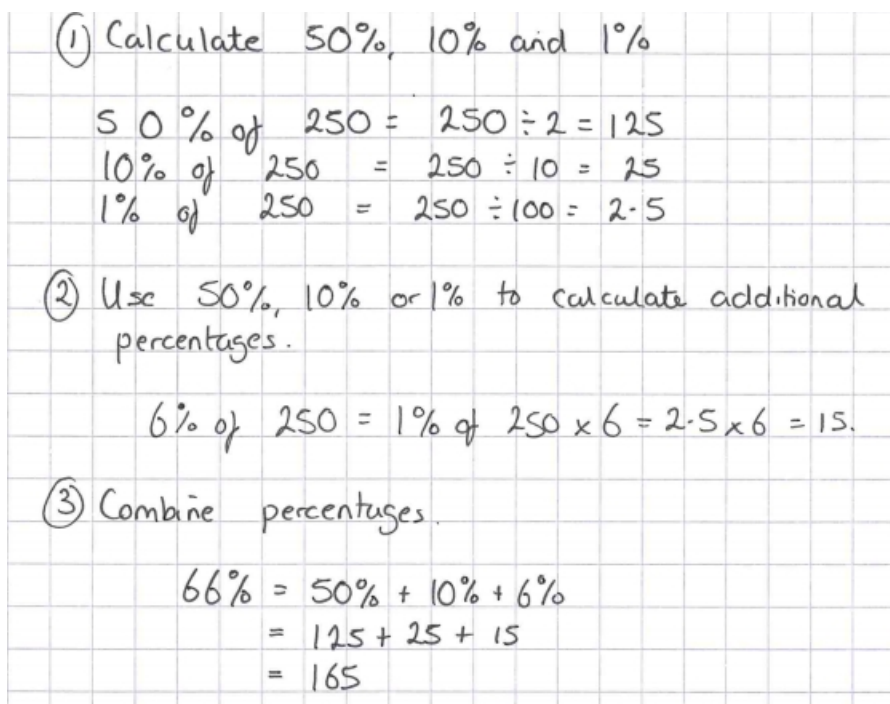 ① Calculate 50%, 10% and 1%
50% of 250 = 250 ÷ 2 = 125
10% of 250 = 250 ÷ 10 = 25
1% of 250 = 250 ÷ 100 = 2·5
② Use 50%, 10% or 1% to calculate additional
percentages.
6% of 250 = 1% of 250 × 6 = 2·5 × 6 = 15.
③ Combine percentages.
66% = 50% + 10% + 6%
= 125 + 25 + 15
= 165